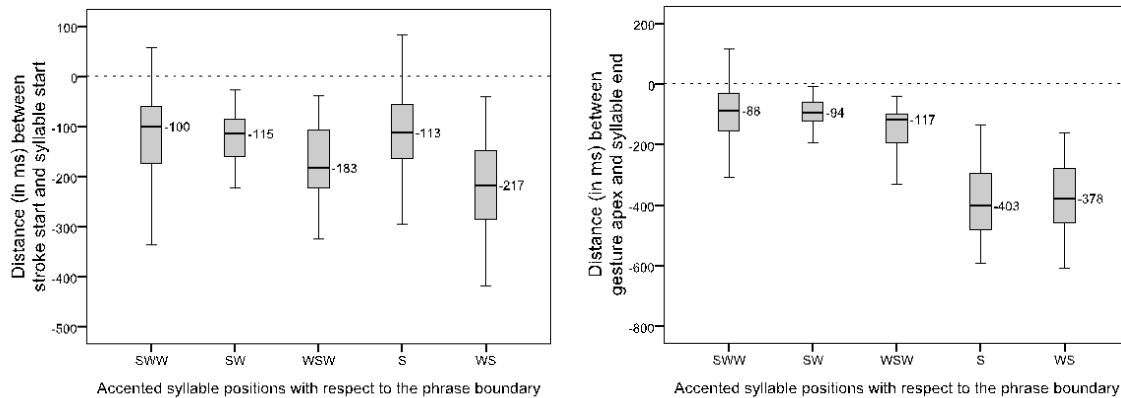 Distance (in ms) between
stroke start and syllable start
100
0
-100
-200
-300
-400
-500
-100
-115
-183
-113
-217
SWW SW WSW S WS
Accented syllable positions with respect to the phrase boundary
Distance (in ms) between
gesture apex and syllable end
200
0
-200
-400
-600
-800
-88
-94
-117
-403
-378
SWW SW WSW S WS
Accented syllable positions with respect to the phrase boundary